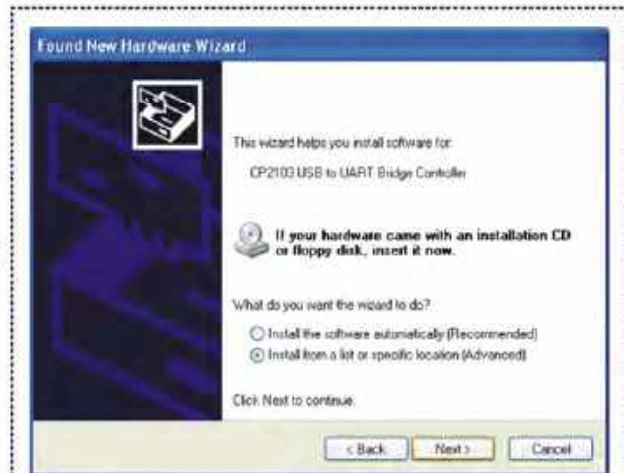 Found New Hardware Wizard
This wizard helps you install software for:
CP2103 USB to UART Bridge Controller
If your hardware came with an installation CD
or floppy disk, insert it now.
What do you want the wizard to do?
Install the software automatically (Recommended)
Install from a list or specific location (Advanced)
Click Next to continue.
< Back
Next >
Cancel